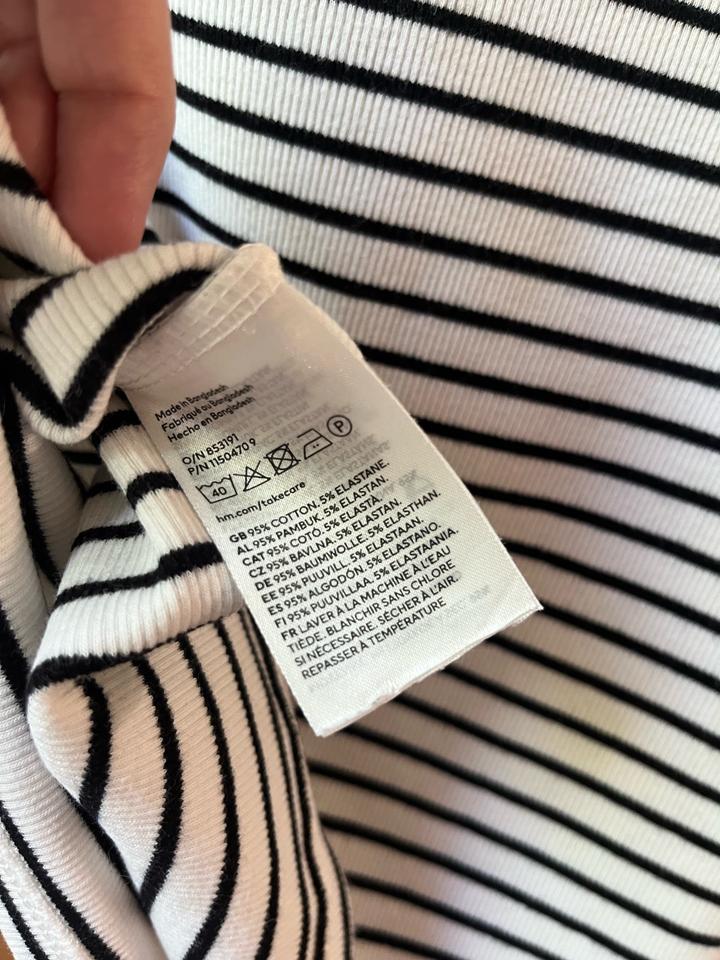 Made in Bangladesh
Fabriqué au Bangladesh
Hecho en Bangladesh
O/N 853191
P/N 1150470 9
40
P
hm.com/takecare
GB 95% COTTON. 5% ELASTANE.
AL 95% PAMBUK. 5% ELASTAN.
CAT 95% COTÓ. 5% ELASTÀ.
CZ 95% BAVLNA. 5% ELASTAN.
DE 95% BAUMWOLLE. 5% ELASTHAN.
EE 95% PUUVILL. 5% ELASTAAN.
ES 95% ALGODÓN. 5% ELASTANO.
FI 95% PUUVILLAA. 5% ELASTAANIA.
FR LAVER À LA MACHINE À L'EAU
TIÈDE. BLANCHIR SANS CHLORE
SI NÉCESSAIRE. SÉCHER À L'AIR.
REPASSER À TEMPÉRATURE